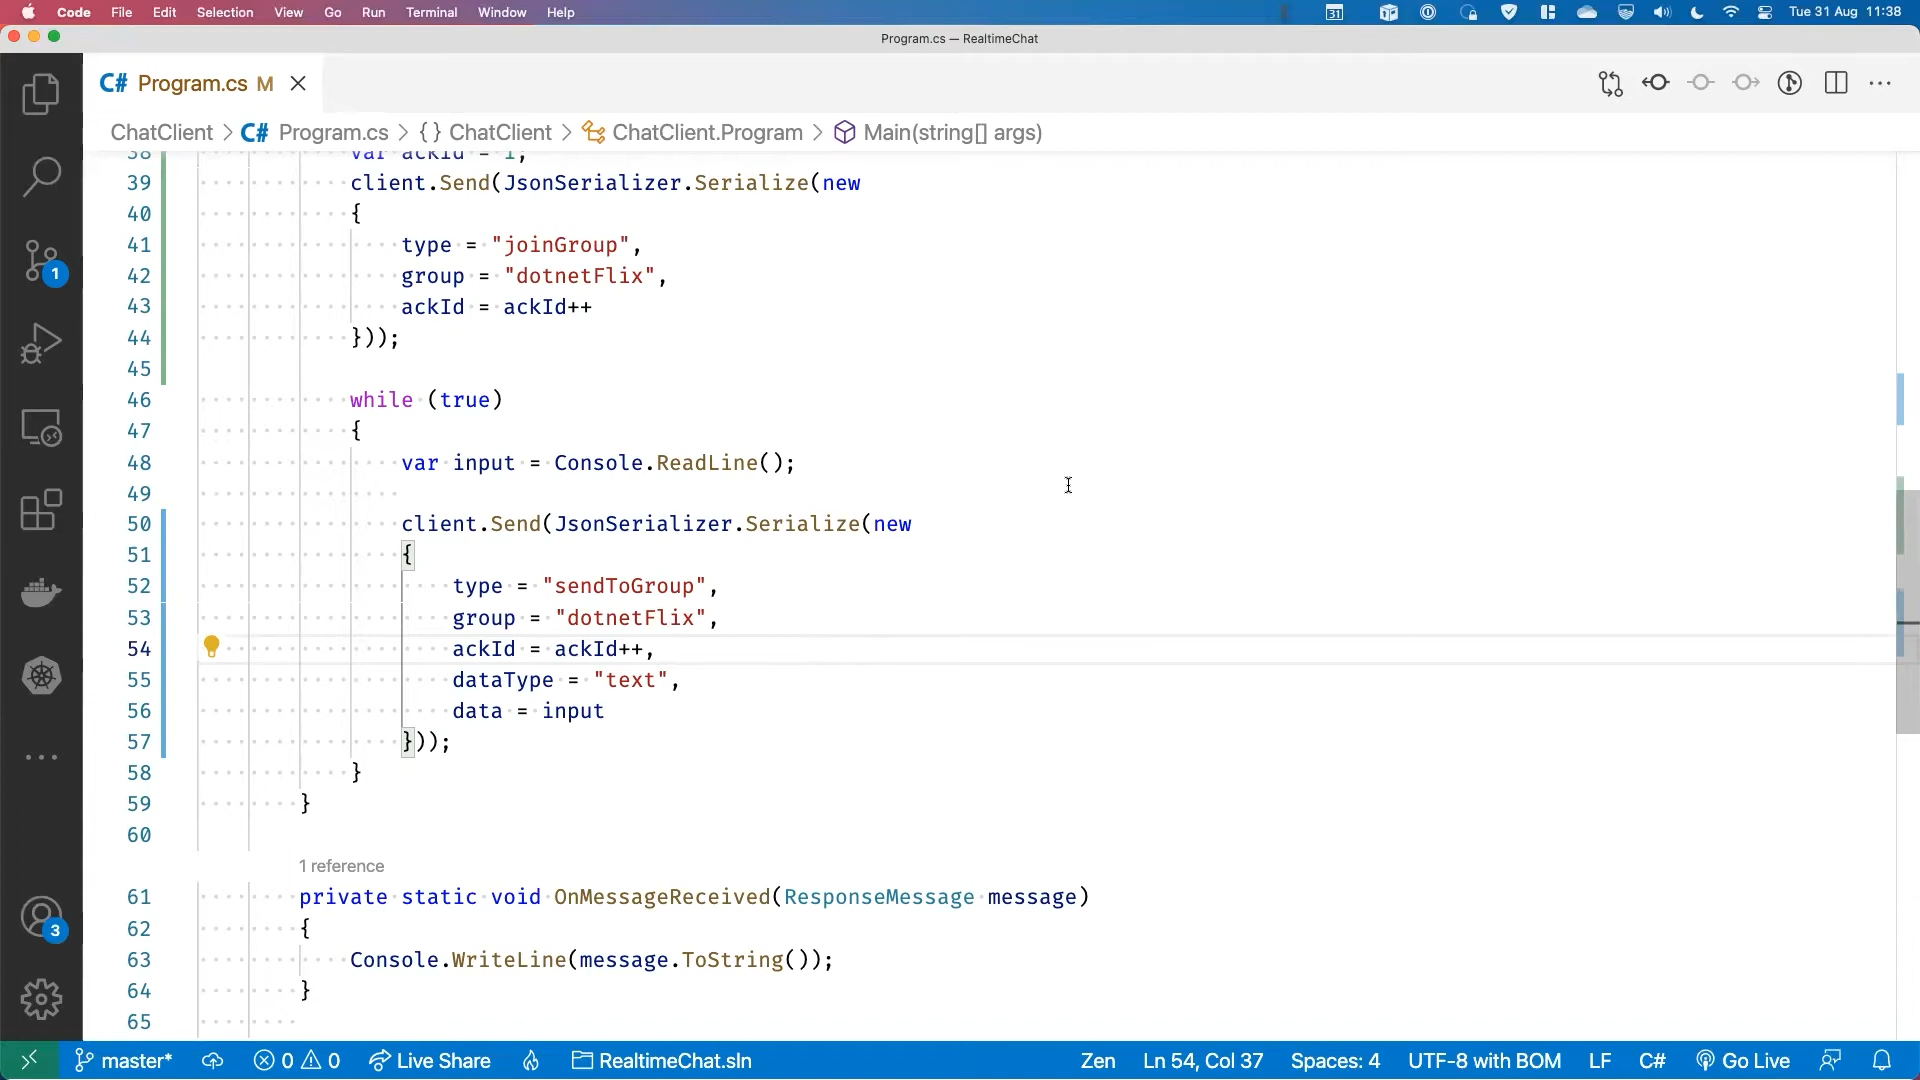 Code File Edit Selection View Go Run Terminal Window Help 31 Tue 31 Aug 11:38
Program.cs — RealtimeChat
C# Program.cs M
ChatClient > C# Program.cs > {} ChatClient > ChatClient.Program > Main(string[] args)
38 var ackId = 1;
39 client.Send(JsonSerializer.Serialize(new
40 {
41 type = "joinGroup",
42 group = "dotnetFlix",
43 ackId = ackId++
44 }));
45
46 while (true)
47 {
48 var input = Console.ReadLine();
49
50 client.Send(JsonSerializer.Serialize(new
51 {
52 type = "sendToGroup",
53 group = "dotnetFlix",
54 ackId = ackId++,
55 dataType = "text",
56 data = input
57 }));
58 }
59 }
60
1 reference
61 private static void OnMessageReceived(ResponseMessage message)
62 {
63 Console.WriteLine(message.ToString());
64 }
65
1
3
master* 0 0 Live Share RealtimeChat.sln Zen Ln 54, Col 37 Spaces: 4 UTF-8 with BOM LF C# Go Live